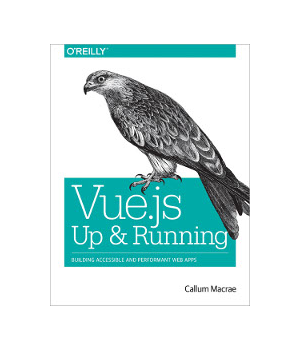 O'REILLY®
Vue.js
Up & Running
BUILDING ACCESSIBLE AND PERFORMANT WEB APPS
Callum Macrae